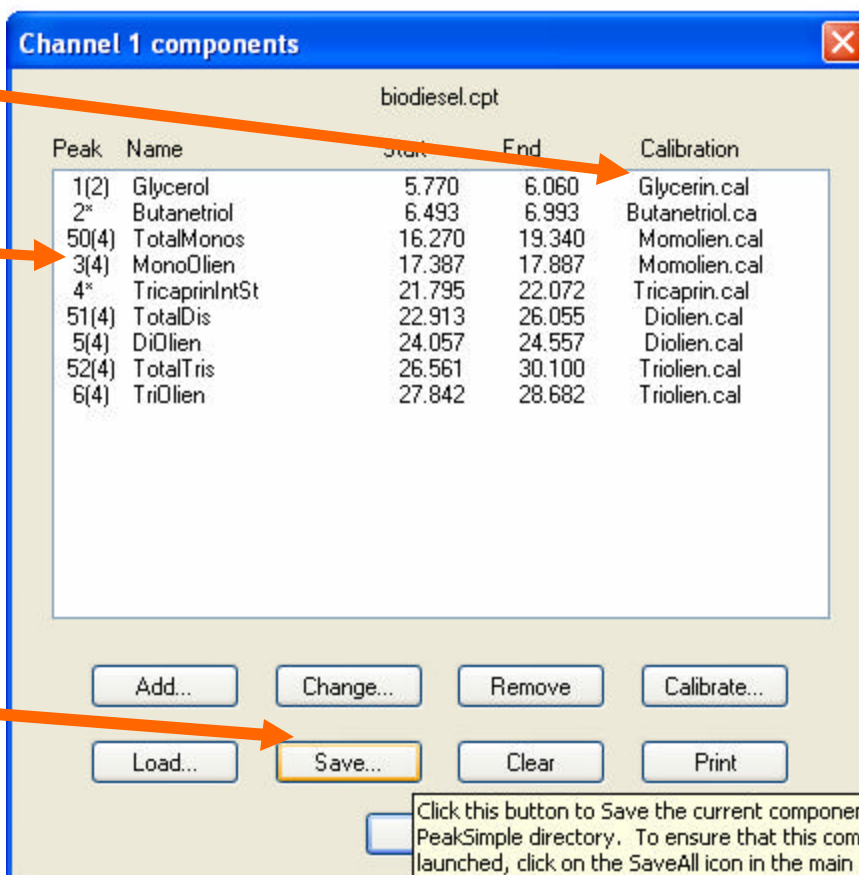 Channel 1 components
biodiesel.cpt
Peak Name Start End Calibration
1(2) Glycerol 5.770 6.060 Glycerin.cal
2* Butanetriol 6.493 6.993 Butanetriol.ca
50(4) TotalMonos 16.270 19.340 Momolien.cal
3(4) MonoOlien 17.387 17.887 Momolien.cal
4* TricaprinIntSt 21.795 22.072 Tricaprin.cal
51(4) TotalDis 22.913 26.055 Diolien.cal
5(4) DiOlien 24.057 24.557 Diolien.cal
52(4) TotalTris 26.561 30.100 Triolien.cal
6(4) TriOlien 27.842 28.682 Triolien.cal
Add... Change... Remove Calibrate...
Load... Save... Clear Print
Click this button to Save the current componen
PeakSimple directory. To ensure that this com
launched, click on the SaveAll icon in the main